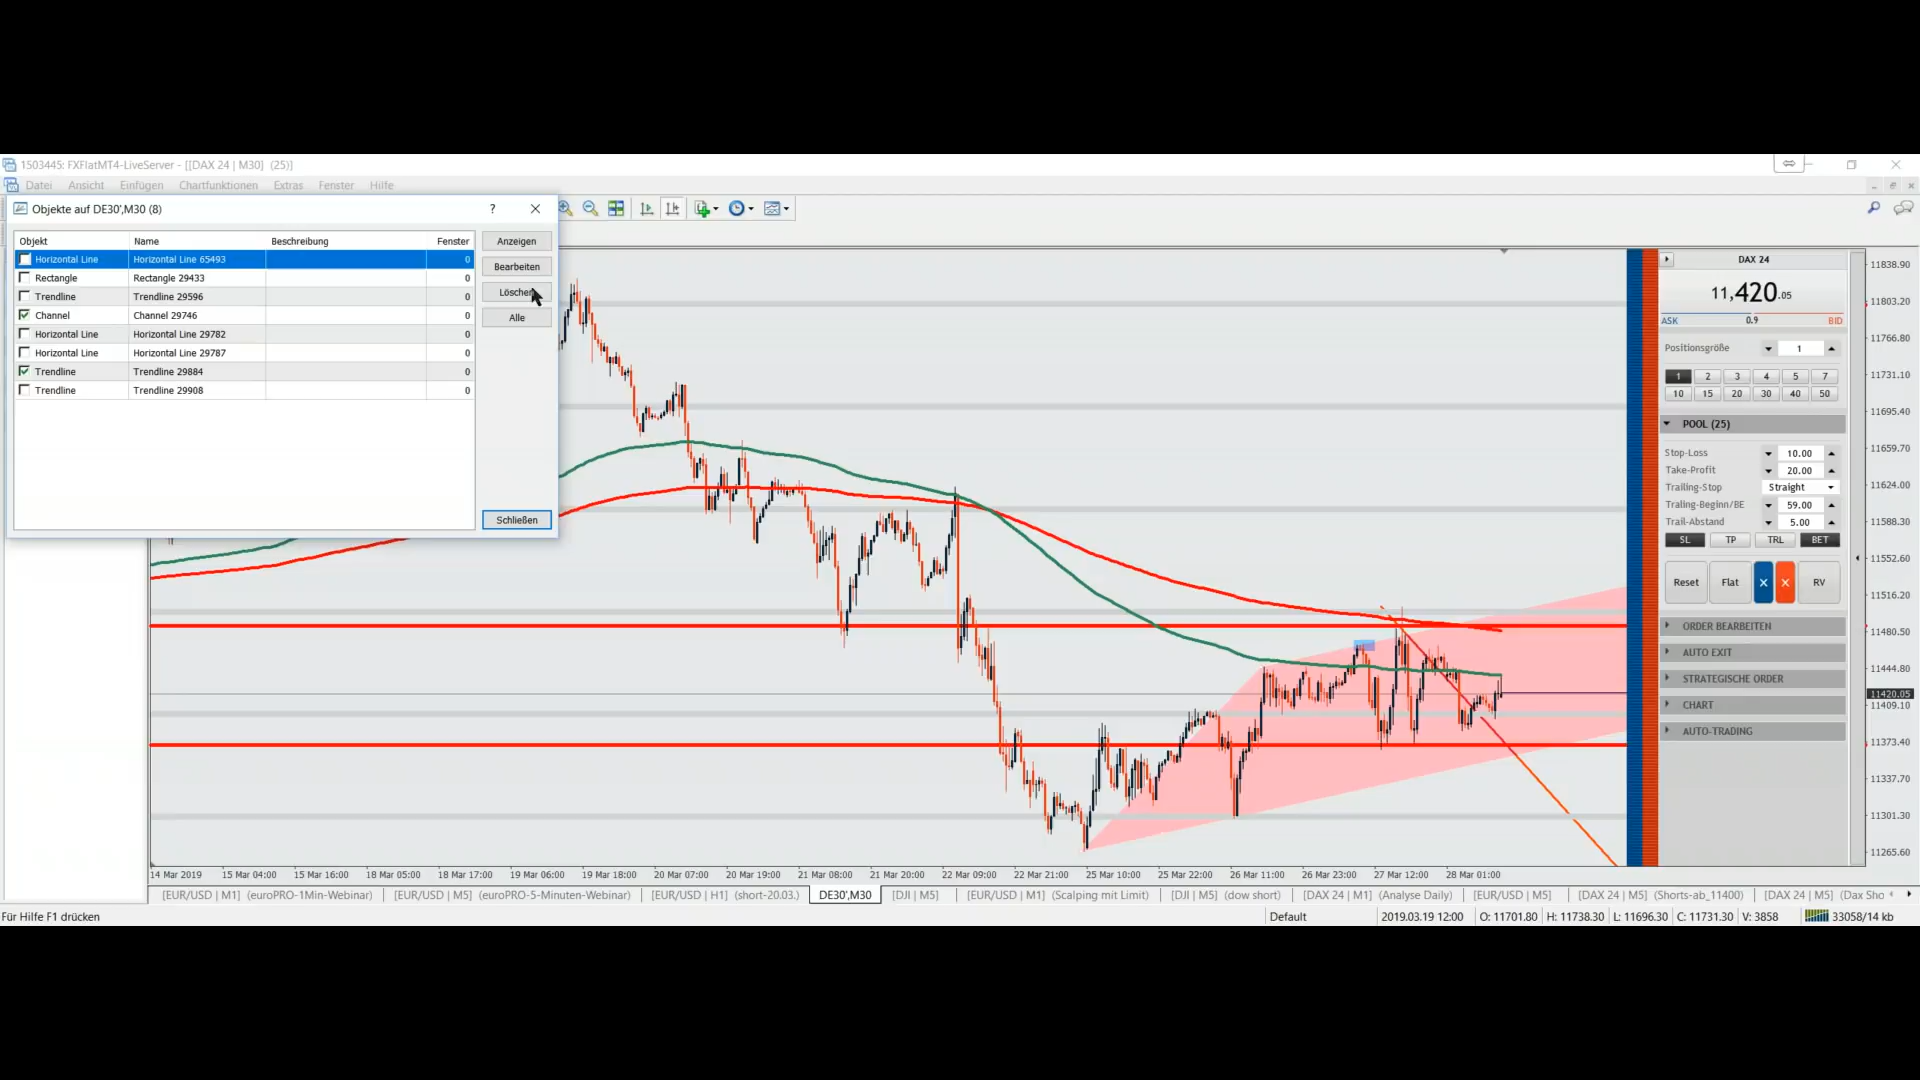 1503445: FXFlatMT4-LiveServer - [[DAX 24 | M30]  (25)]
Datei Ansicht Einfügen Chartfunktionen Extras Fenster Hilfe
Objekte auf DE30',M30 (8)
?
Objekt Name Beschreibung Fenster
Horizontal Line Horizontal Line 65493 0
Rectangle Rectangle 29433 0
Trendline Trendline 29596 0
Channel Channel 29746 0
Horizontal Line Horizontal Line 29782 0
Horizontal Line Horizontal Line 29787 0
Trendline Trendline 29884 0
Trendline Trendline 29908 0
Anzeigen
Bearbeiten
Löschen
Alle
Schließen
DAX 24
11,420.05
ASK 0.9 BID
Positionsgröße 1
1 2 3 4 5 7
10 15 20 30 40 50
POOL (25)
Stop-Loss 10.00
Take-Profit 20.00
Trailing-Stop Straight
Traling-Beginn/BE 59.00
Trail-Abstand 5.00
SL TP TRL BET
Reset Flat X X RV
ORDER BEARBEITEN
AUTO EXIT
STRATEGISCHE ORDER
CHART
AUTO-TRADING
11838.90
11803.20
11766.80
11731.10
11695.40
11659.70
11624.00
11588.30
11552.60
11516.20
11480.50
11444.80
11420.05
11409.10
11373.40
11337.70
11301.30
11265.60
14 Mar 2019 15 Mar 04:00 15 Mar 16:00 18 Mar 05:00 18 Mar 17:00 19 Mar 06:00 19 Mar 18:00 20 Mar 07:00 20 Mar 19:00 21 Mar 08:00 21 Mar 20:00 22 Mar 09:00 22 Mar 21:00 25 Mar 10:00 25 Mar 22:00 26 Mar 11:00 26 Mar 23:00 27 Mar 12:00 28 Mar 01:00
[EUR/USD | M1] (euroPRO-1Min-Webinar) [EUR/USD | M5] (euroPRO-5-Minuten-Webinar) [EUR/USD | H1] (short-20.03.) DE30',M30 [DJI | M5] [EUR/USD | M1] (Scalping mit Limit) [DJI | M5] (dow short) [DAX 24 | M1] (Analyse Daily) [EUR/USD | M5] [DAX 24 | M5] (Shorts-ab_11400) [DAX 24 | M5] (Dax Sho
Für Hilfe F1 drücken Default 2019.03.19 12:00 O: 11701.80 H: 11738.30 L: 11696.30 C: 11731.30 V: 3858 33058/14 kb